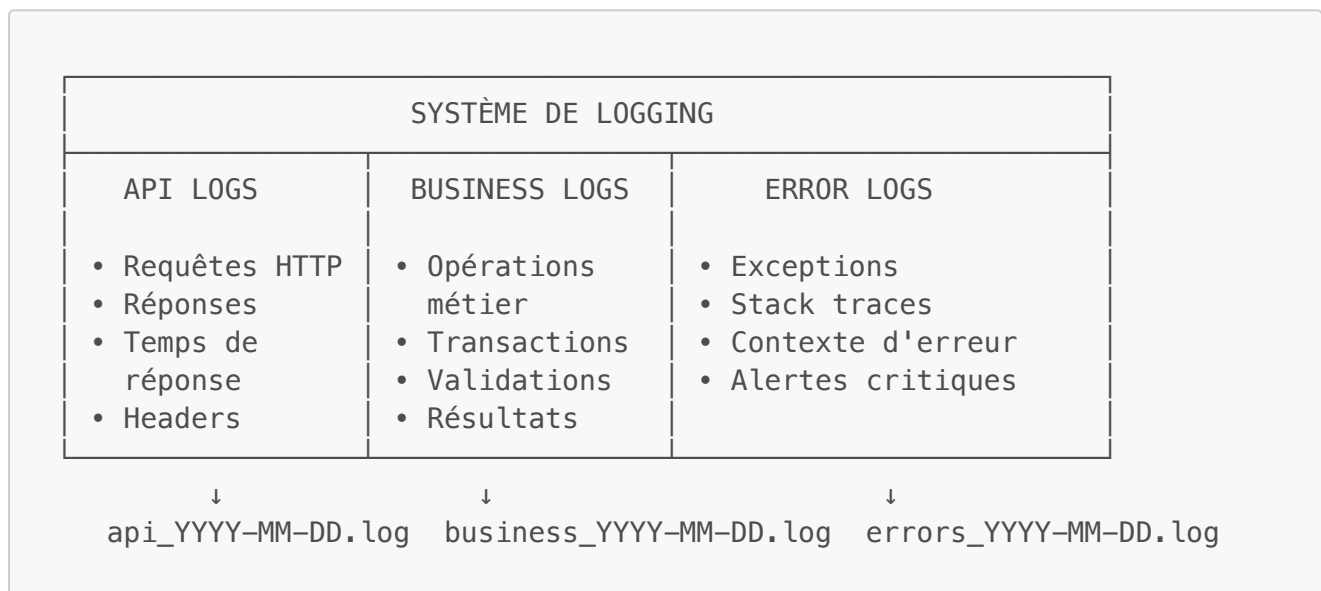 SYSTÈME DE LOGGING
API LOGS BUSINESS LOGS ERROR LOGS
• Requêtes HTTP • Opérations • Exceptions
• Réponses métier • Stack traces
• Temps de • Transactions • Contexte d'erreur
réponse • Validations • Alertes critiques
• Headers • Résultats
↓ ↓ ↓
api_YYYY-MM-DD.log business_YYYY-MM-DD.log errors_YYYY-MM-DD.log